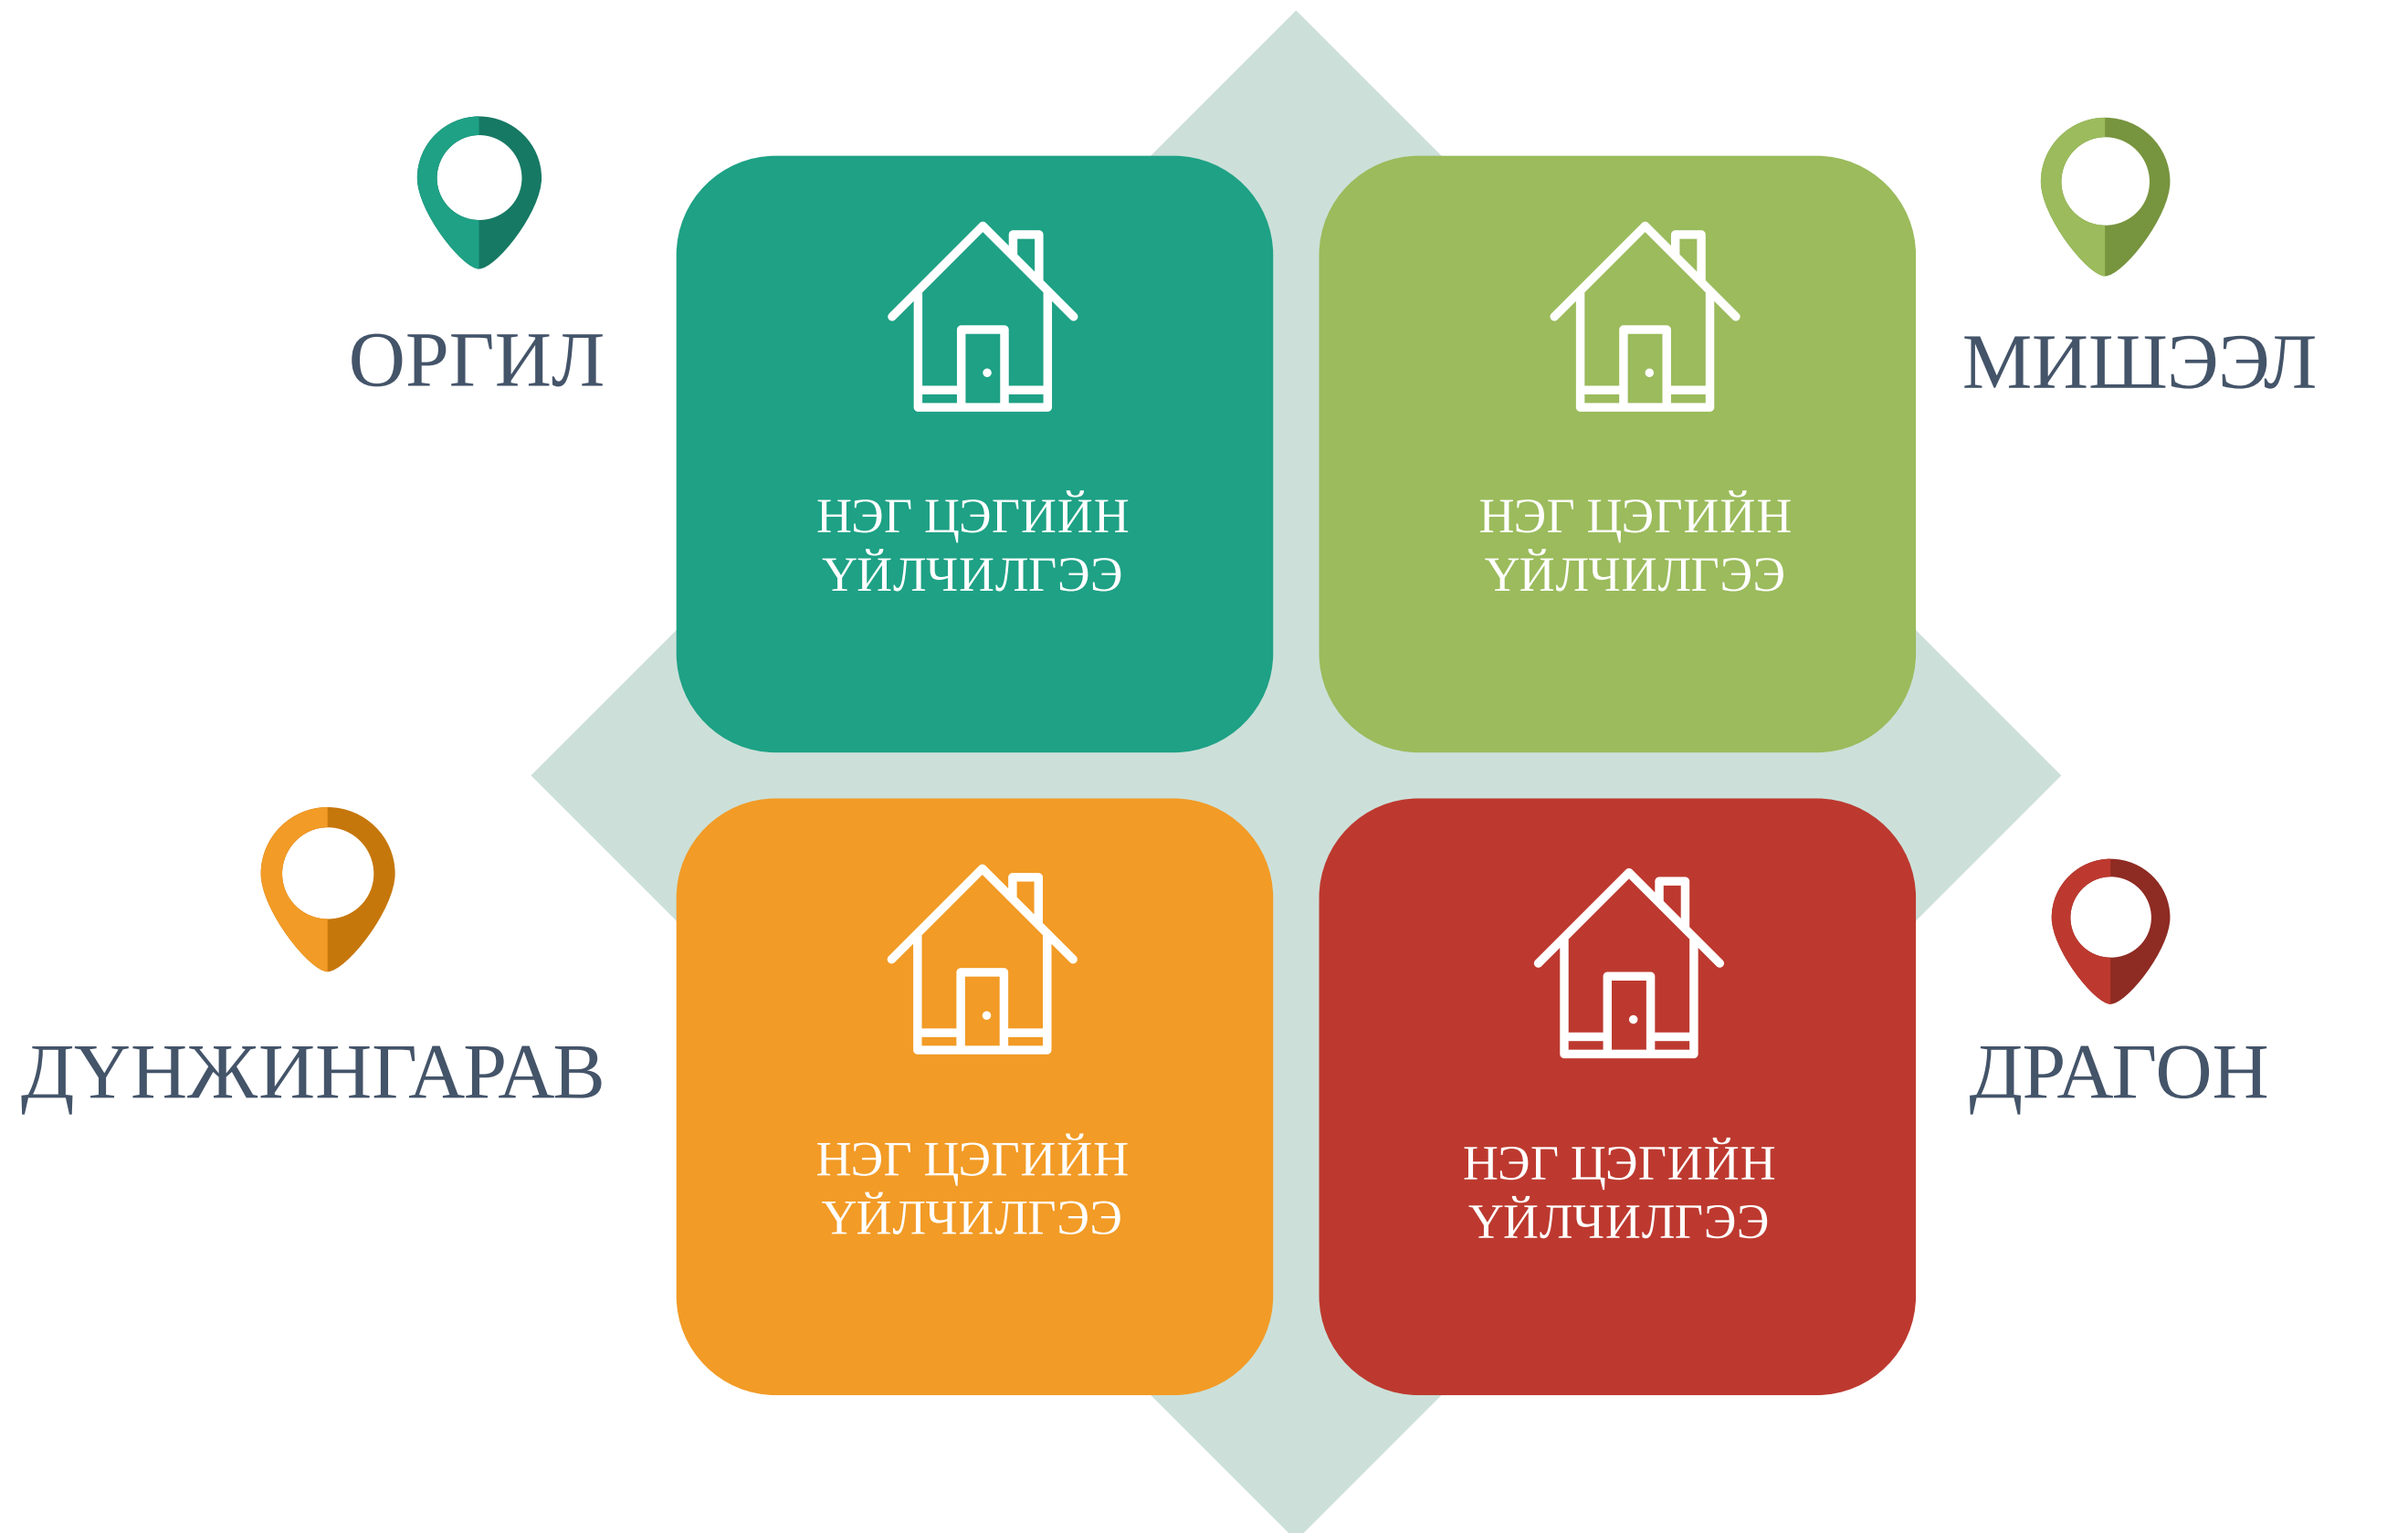 ОРГИЛ
МИШЭЭЛ
НЭГ ЦЭГИЙН
ҮЙЛЧИЛГЭЭ
НЭГ ЦЭГИЙН
ҮЙЛЧИЛГЭЭ
ДҮНЖИНГАРАВ
ДРАГОН
НЭГ ЦЭГИЙН
ҮЙЛЧИЛГЭЭ
НЭГ ЦЭГИЙН
ҮЙЛЧИЛГЭЭ